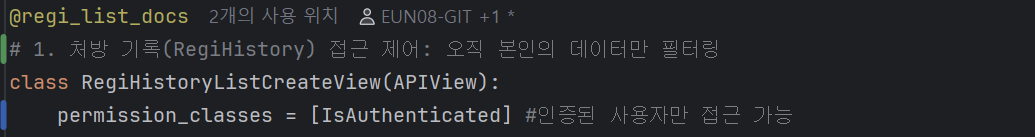 @regi_list_docs 2개의 사용 위치 EUN08-GIT +1 *
# 1. 처방 기록(RegiHistory) 접근 제어: 오직 본인의 데이터만 필터링
class RegiHistoryListCreateView(APIView):
permission_classes = [IsAuthenticated] #인증된 사용자만 접근 가능